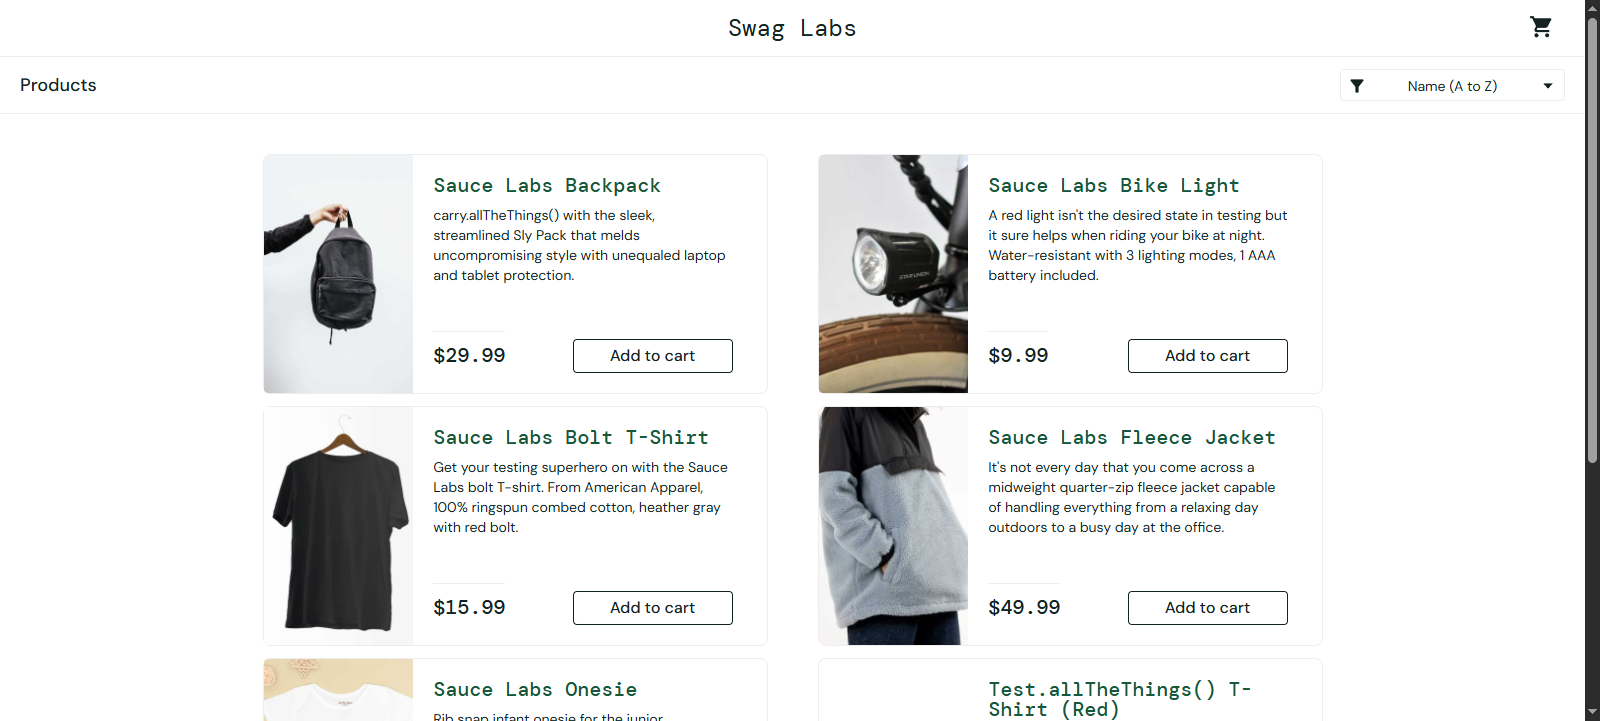 Swag Labs
Products
Name (A to Z)
Sauce Labs Backpack
carry.allTheThings() with the sleek,
streamlined Sly Pack that melds
uncompromising style with unequaled laptop
and tablet protection.
$29.99
Add to cart
Sauce Labs Bike Light
A red light isn't the desired state in testing but
it sure helps when riding your bike at night.
Water-resistant with 3 lighting modes, 1 AAA
battery included.
$9.99
Add to cart
Sauce Labs Bolt T-Shirt
Get your testing superhero on with the Sauce
Labs bolt T-shirt. From American Apparel,
100% ringspun combed cotton, heather gray
with red bolt.
$15.99
Add to cart
Sauce Labs Fleece Jacket
It's not every day that you come across a
midweight quarter-zip fleece jacket capable
of handling everything from a relaxing day
outdoors to a busy day at the office.
$49.99
Add to cart
Sauce Labs Onesie
Rib snap infant onesie for the junior
Test.allTheThings() T-
Shirt (Red)